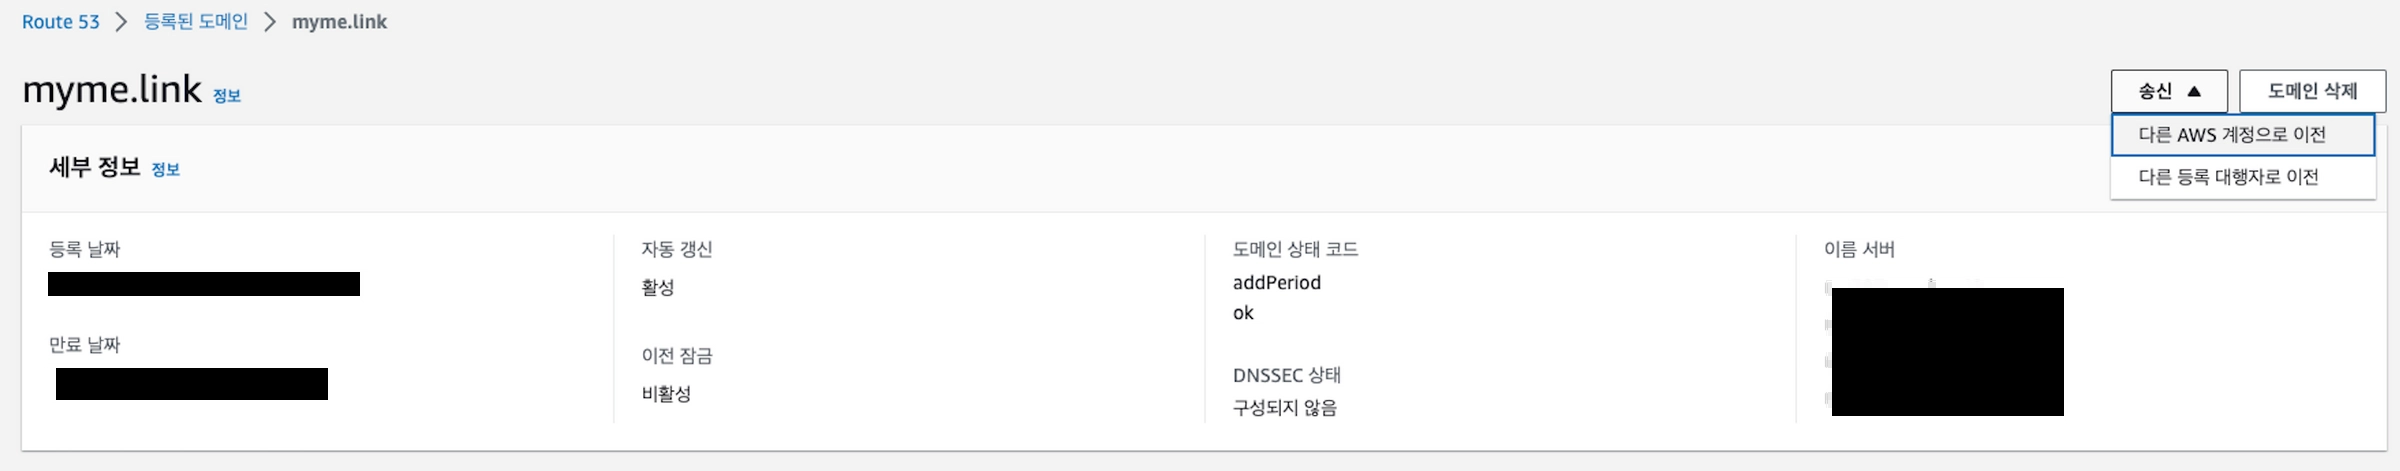 Route 53 > 등록된 도메인 > myme.link
myme.link 정보
송신 ▲
도메인 삭제
다른 AWS 계정으로 이전
다른 등록 대행자로 이전
세부 정보 정보
등록 날짜
만료 날짜
자동 갱신
활성
이전 잠금
비활성
도메인 상태 코드
addPeriod
ok
DNSSEC 상태
구성되지 않음
이름 서버